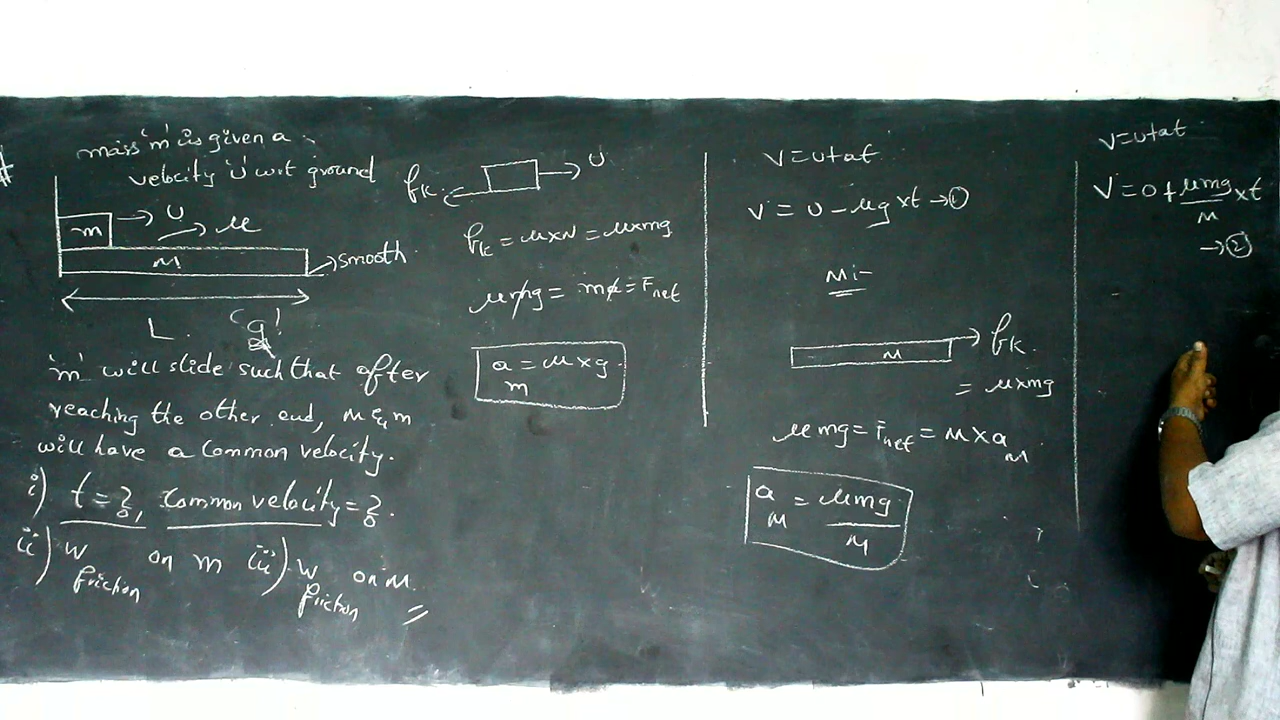 #
mass 'm' is given a
velocity 'U' wrt ground
m → U
μ
M
→ smooth
L
'm' will slide such that after
reaching the other end, M & m
will have a common velocity.
i) t = ?, common velocity = ?.
ii) W friction on m iii) W friction on M.
fk U
fk = μ×N = μ×mg
μmg = ma = Fnet
a m = μ×g
V = U + at
V = U - μg×t → ①
M:-
M → fk
= μ×mg
μmg = Fnet = M×a M
a M = μmg/M
V = U + at
V = 0 + μmg/M × t
→ ②